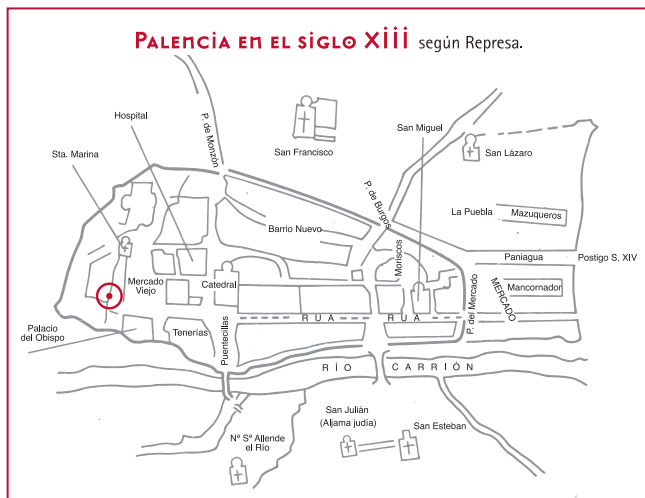 PALENCIA EN EL SIGLO XIII según Represa.
Hospital
P. de Monzón
San Francisco
San Miguel
Sta. Marina
San Lázaro
P. de Burgos
La Puebla
Mazuqueros
Barrio Nuevo
Moriscos
Paniagua
Postigo S. XIV
Mercado
Viejo
Catedral
P. del Mercado
MERCADO
Mancornador
RUA
RUA
Palacio
del Obispo
Tenerías
Puentecillas
RÍO CARRIÓN
San Julián
(Aljama judía)
San Esteban
Nª Sª Allende
el Río